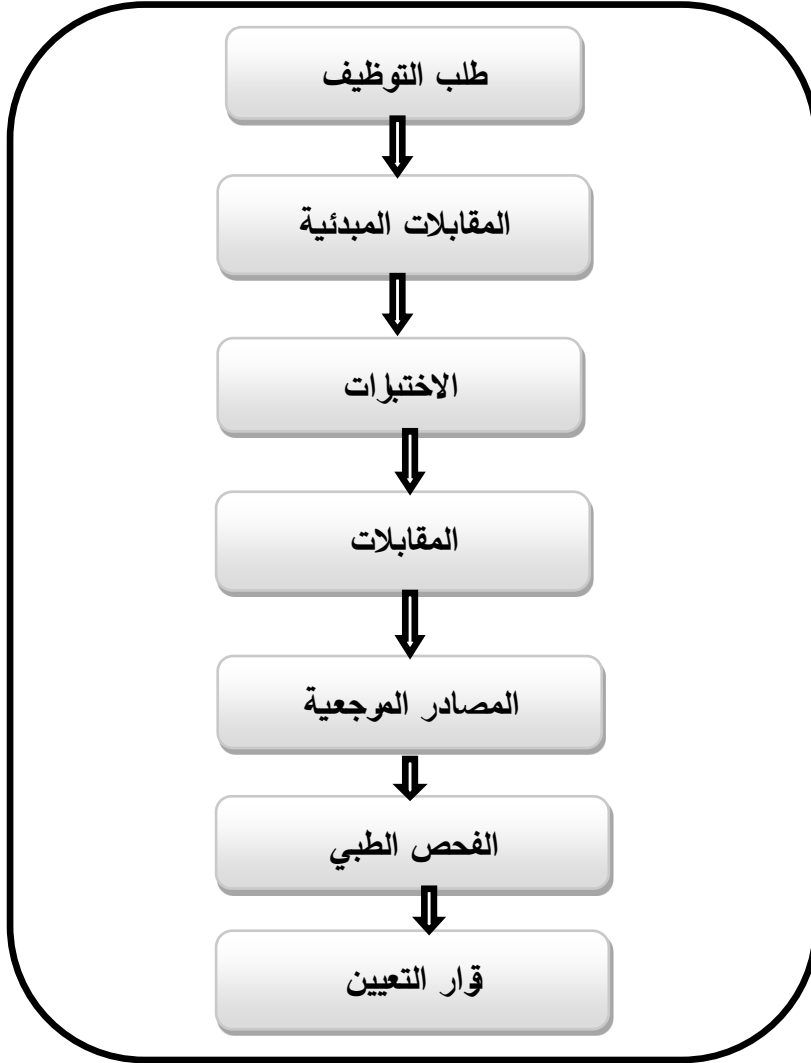 طلب التوظيف
المقابلات المبدئية
الاختبارات
المقابلات
المصادر المرجعية
الفحص الطبي
قرار التعيين